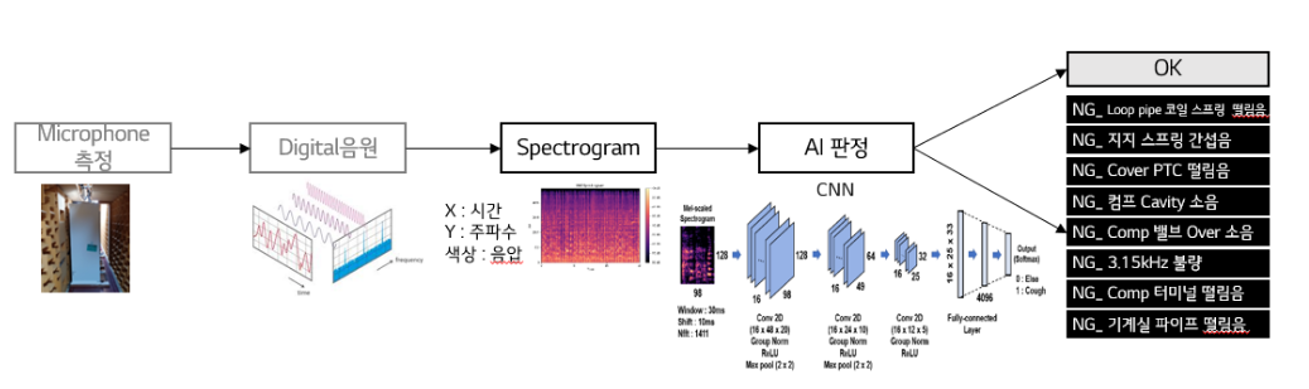 Microphone
측정
Digital음원
frequency
time
Spectrogram
X : 시간
Y : 주파수
색상 : 음압
AI 판정
CNN
Mel-scaled
Spectrogram
128
98
Window : 30ms
Shift : 10ms
Nfft : 1411
128
16
98
Conv 2D
(16 x 48 x 20)
Group Norm
ReLU
Max pool (2 x 2)
64
16
49
Conv 2D
(16 x 24 x 10)
Group Norm
ReLU
Max pool (2 x 2)
32
16
25
Conv 2D
(16 x 12 x 5)
Group Norm
ReLU
16 x 25 x 33
4096
Fully-connected
Layer
Output
(Softmax)
0 : Else
1 : Cough
OK
NG_ Loop pipe 코일 스프링 떨림음
NG_ 지지 스프링 간섭음
NG_ Cover PTC 떨림음
NG_ 컴프 Cavity 소음
NG_ Comp 밸브 Over 소음
NG_ 3.15kHz 불량
NG_ Comp 터미널 떨림음
NG_ 기계실 파이프 떨림음